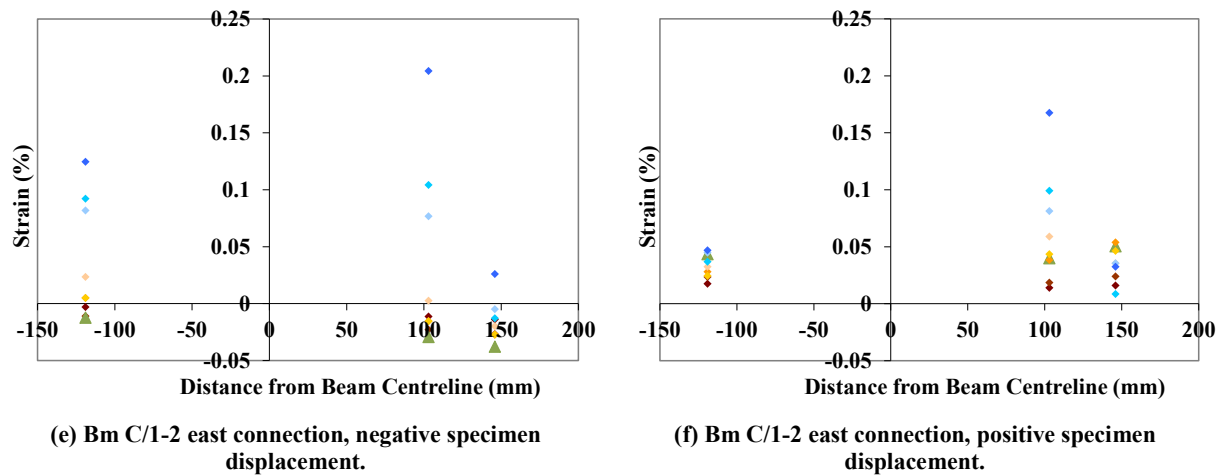 0.25
0.2
0.15
0.1
0.05
0
-0.05
-150 -100 -50 0 50 100 150 200
Strain (%)
Distance from Beam Centreline (mm)
(e) Bm C/1-2 east connection, negative specimen
displacement.
0.25
0.2
0.15
0.1
0.05
0
-0.05
-150 -100 -50 0 50 100 150 200
Strain (%)
Distance from Beam Centreline (mm)
(f) Bm C/1-2 east connection, positive specimen
displacement.